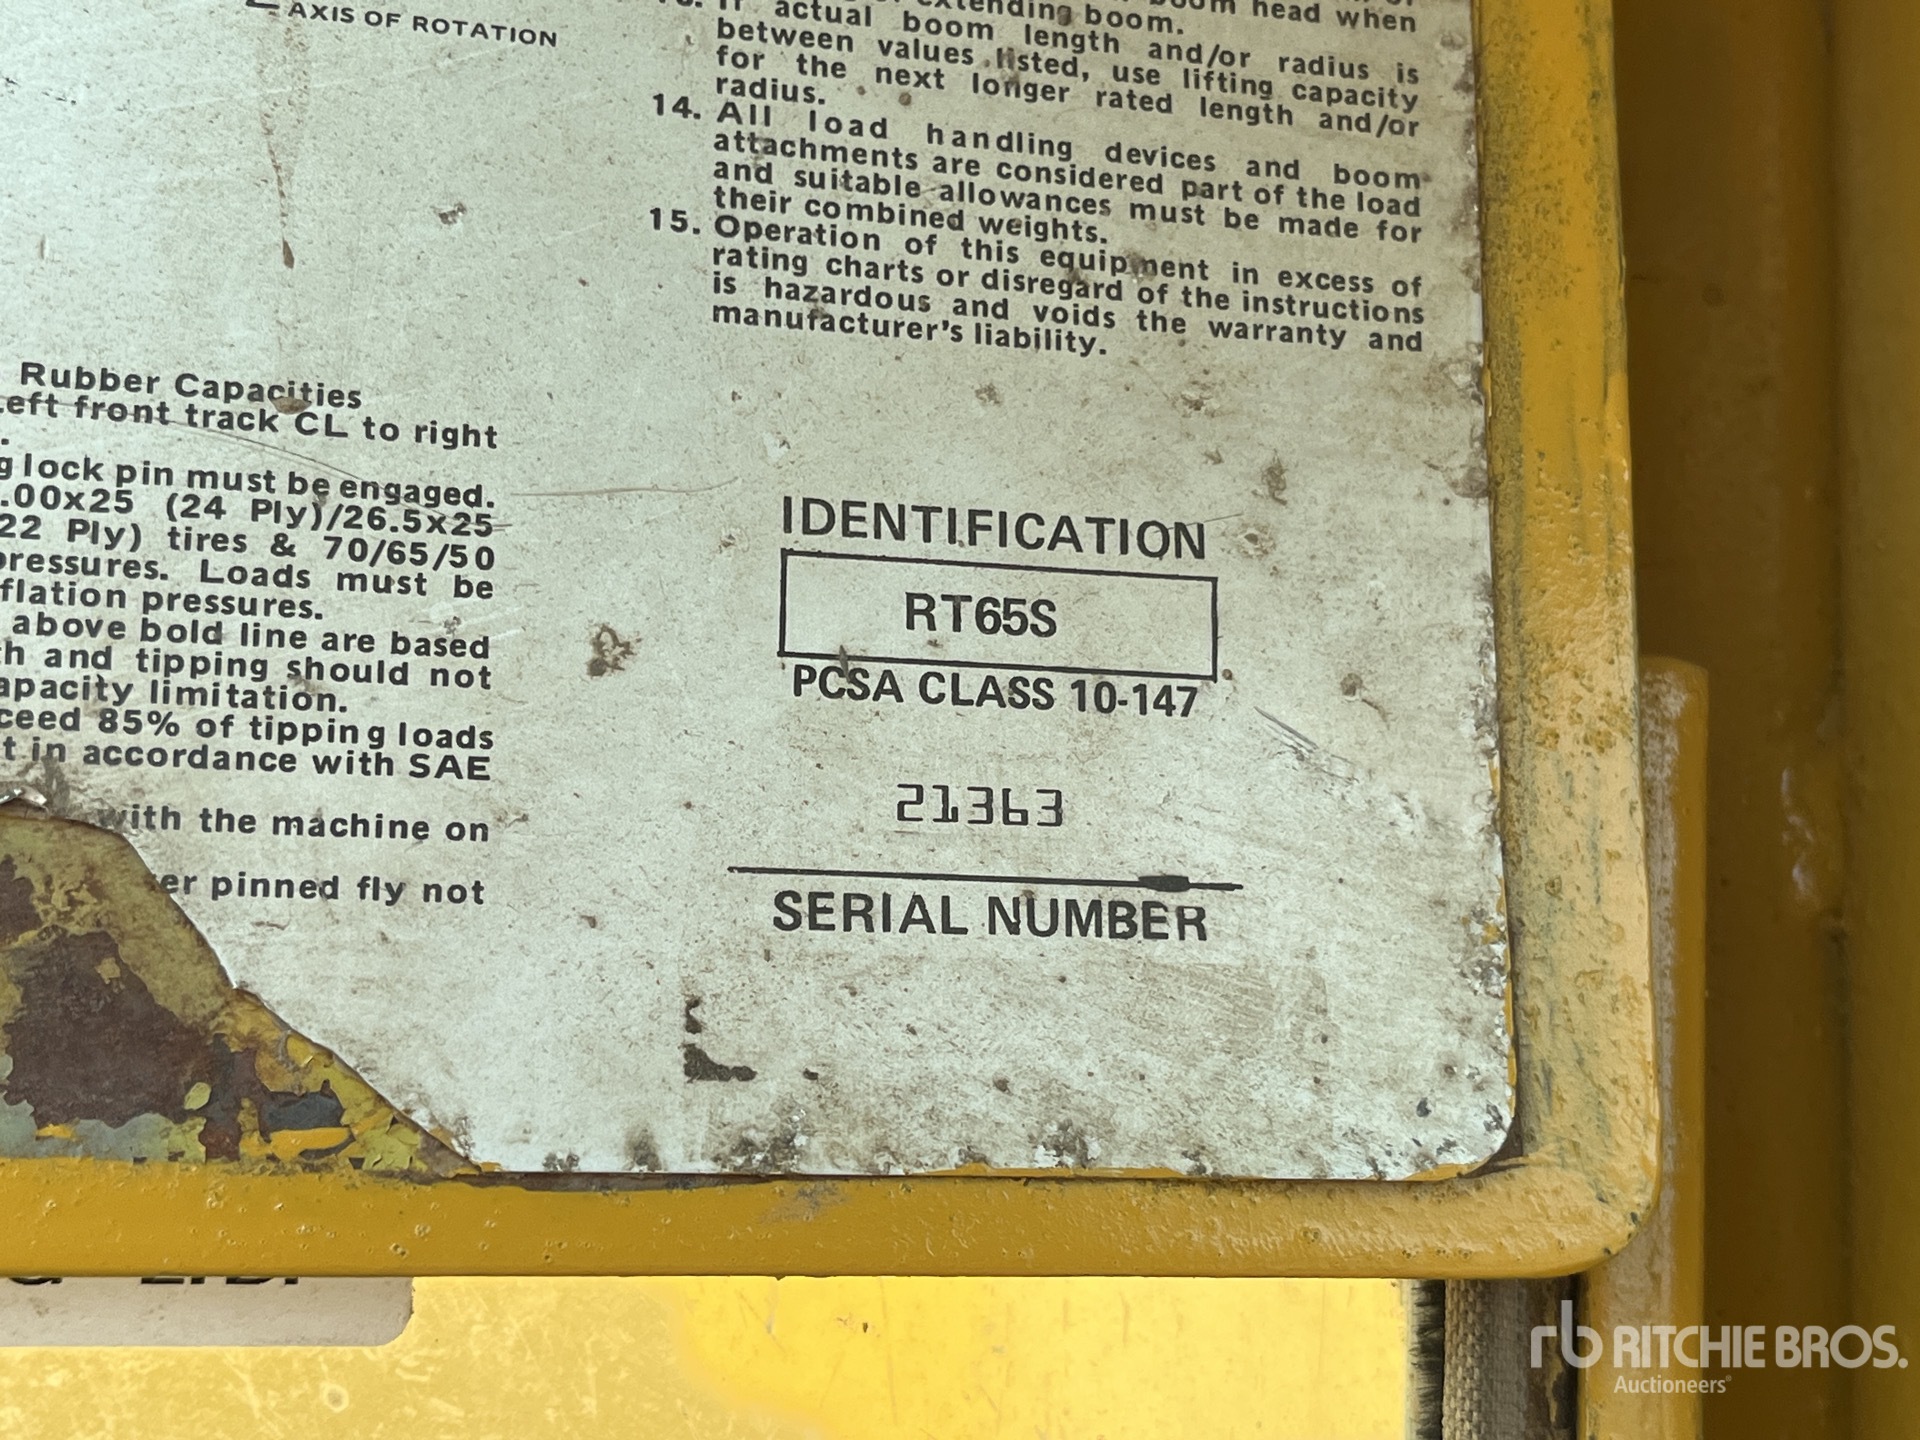 AXIS OF ROTATION
boom head when
extending boom.
If actual boom length and/or radius is
between values listed, use lifting capacity
for the next longer rated length and/or
radius.
14. All load handling devices and boom
attachments are considered part of the load
and suitable allowances must be made for
their combined weights.
15. Operation of this equipment in excess of
rating charts or disregard of the instructions
is hazardous and voids the warranty and
manufacturer's liability.
Rubber Capacities
Left front track CL to right
lock pin must be engaged.
.00x25 (24 Ply)/26.5x25
22 Ply) tires & 70/65/50
pressures. Loads must be
flation pressures.
above bold line are based
th and tipping should not
apacity limitation.
ceed 85% of tipping loads
t in accordance with SAE
with the machine on
er pinned fly not
IDENTIFICATION
RT65S
PCSA CLASS 10-147
21363
SERIAL NUMBER
rb RITCHIE BROS.
Auctioneers